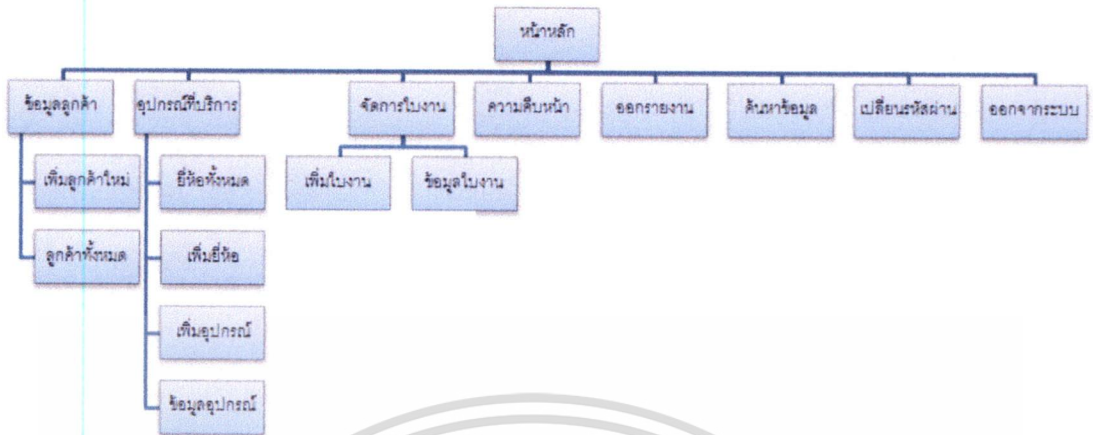 หน้าหลัก
ข้อมูลลูกค้า
อุปกรณ์ที่บริการ
จัดการใบงาน
ความคืบหน้า
ออกรายงาน
ค้นหาข้อมูล
เปลี่ยนรหัสผ่าน
ออกจากระบบ
เพิ่มลูกค้าใหม่
ยี่ห้อทั้งหมด
เพิ่มใบงาน
ข้อมูลใบงาน
ลูกค้าทั้งหมด
เพิ่มยี่ห้อ
เพิ่มอุปกรณ์
ข้อมูลอุปกรณ์